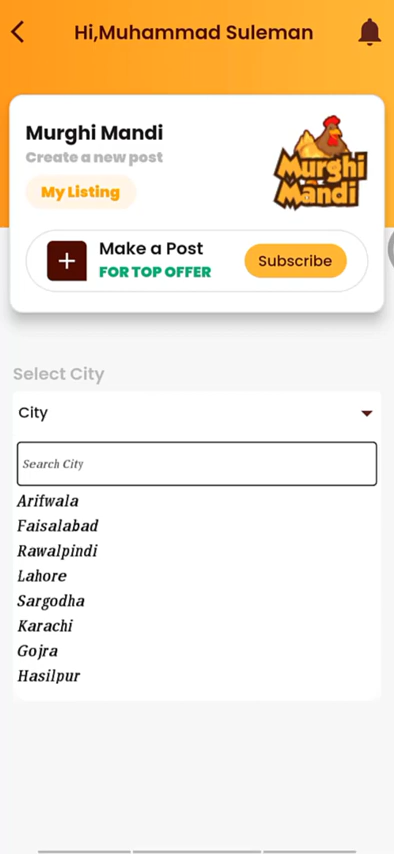 Hi,Muhammad Suleman
Murghi Mandi
Create a new post
My Listing
Murghi
Mandi
Make a Post
FOR TOP OFFER
Subscribe
Select City
City
Search City
Arifwala
Faisalabad
Rawalpindi
Lahore
Sargodha
Karachi
Gojra
Hasilpur